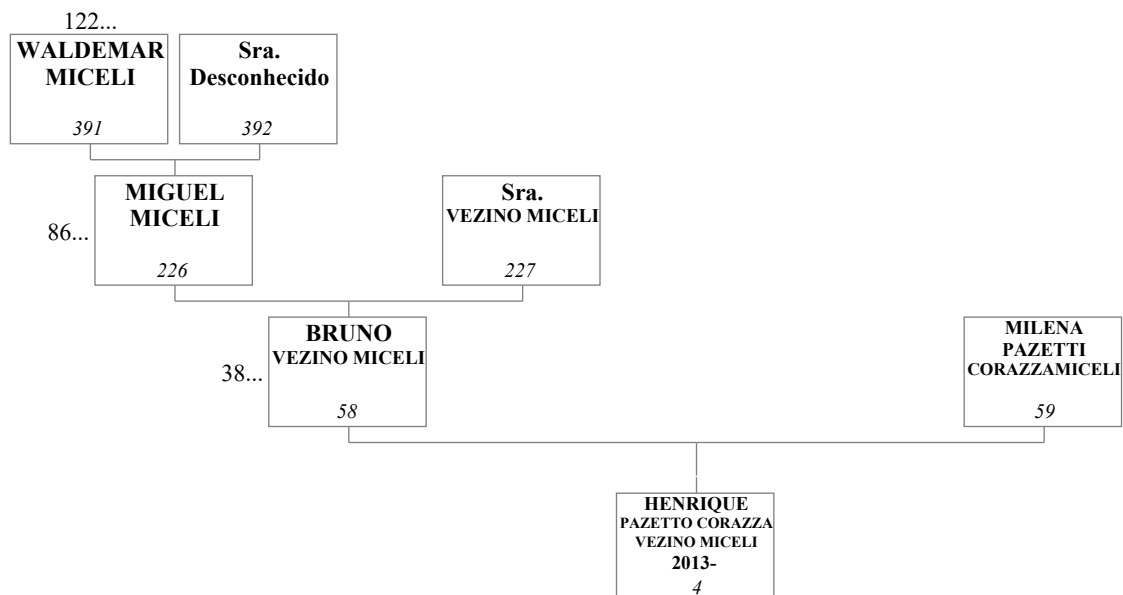 122...
WALDEMAR
MICELI
391
Sra.
Desconhecido
392
86...
MIGUEL
MICELI
226
Sra.
VEZINO MICELI
227
38...
BRUNO
VEZINO MICELI
58
MILENA
PAZETTI
CORAZZAMICELI
59
HENRIQUE
PAZETTO CORAZZA
VEZINO MICELI
2013-
4